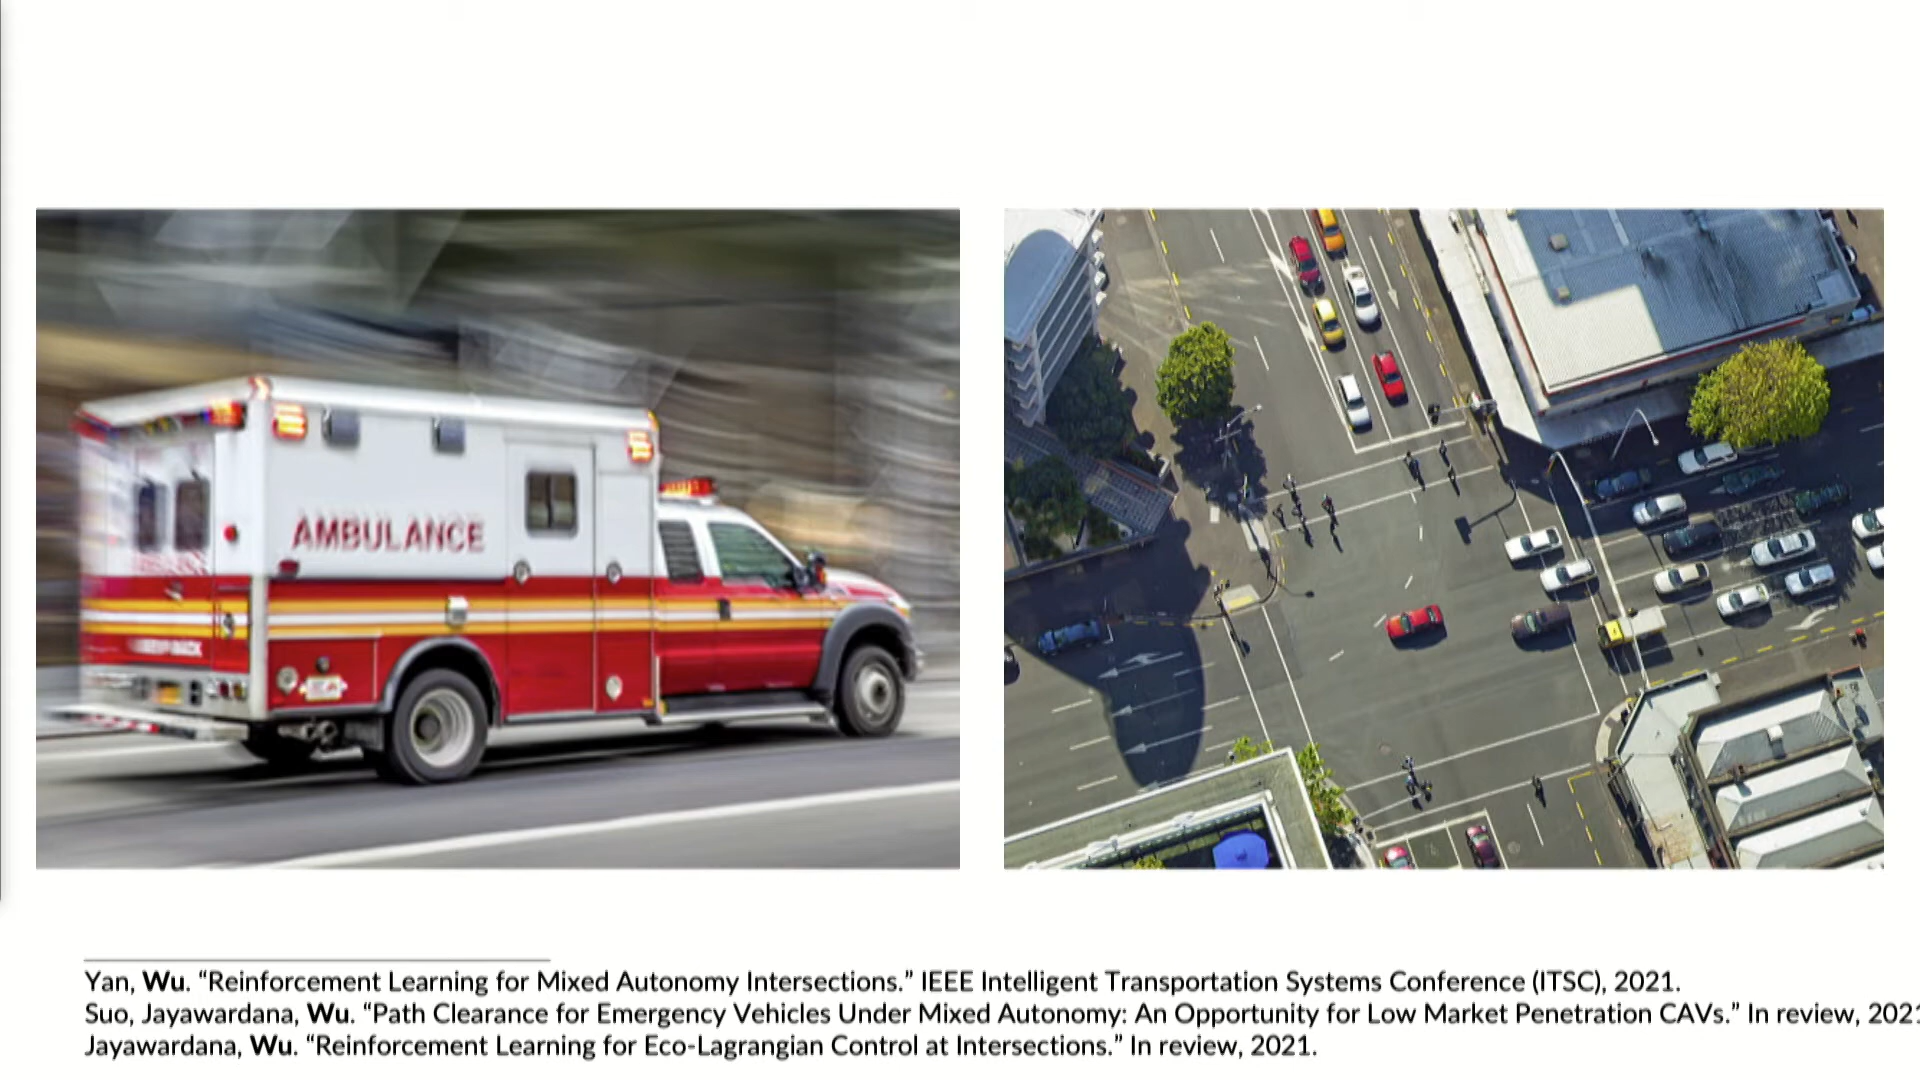 AMBULANCE
Yan, Wu. “Reinforcement Learning for Mixed Autonomy Intersections.” IEEE Intelligent Transportation Systems Conference (ITSC), 2021.
Suo, Jayawardana, Wu. “Path Clearance for Emergency Vehicles Under Mixed Autonomy: An Opportunity for Low Market Penetration CAVs.” In review, 2021
Jayawardana, Wu. “Reinforcement Learning for Eco-Lagrangian Control at Intersections.” In review, 2021.